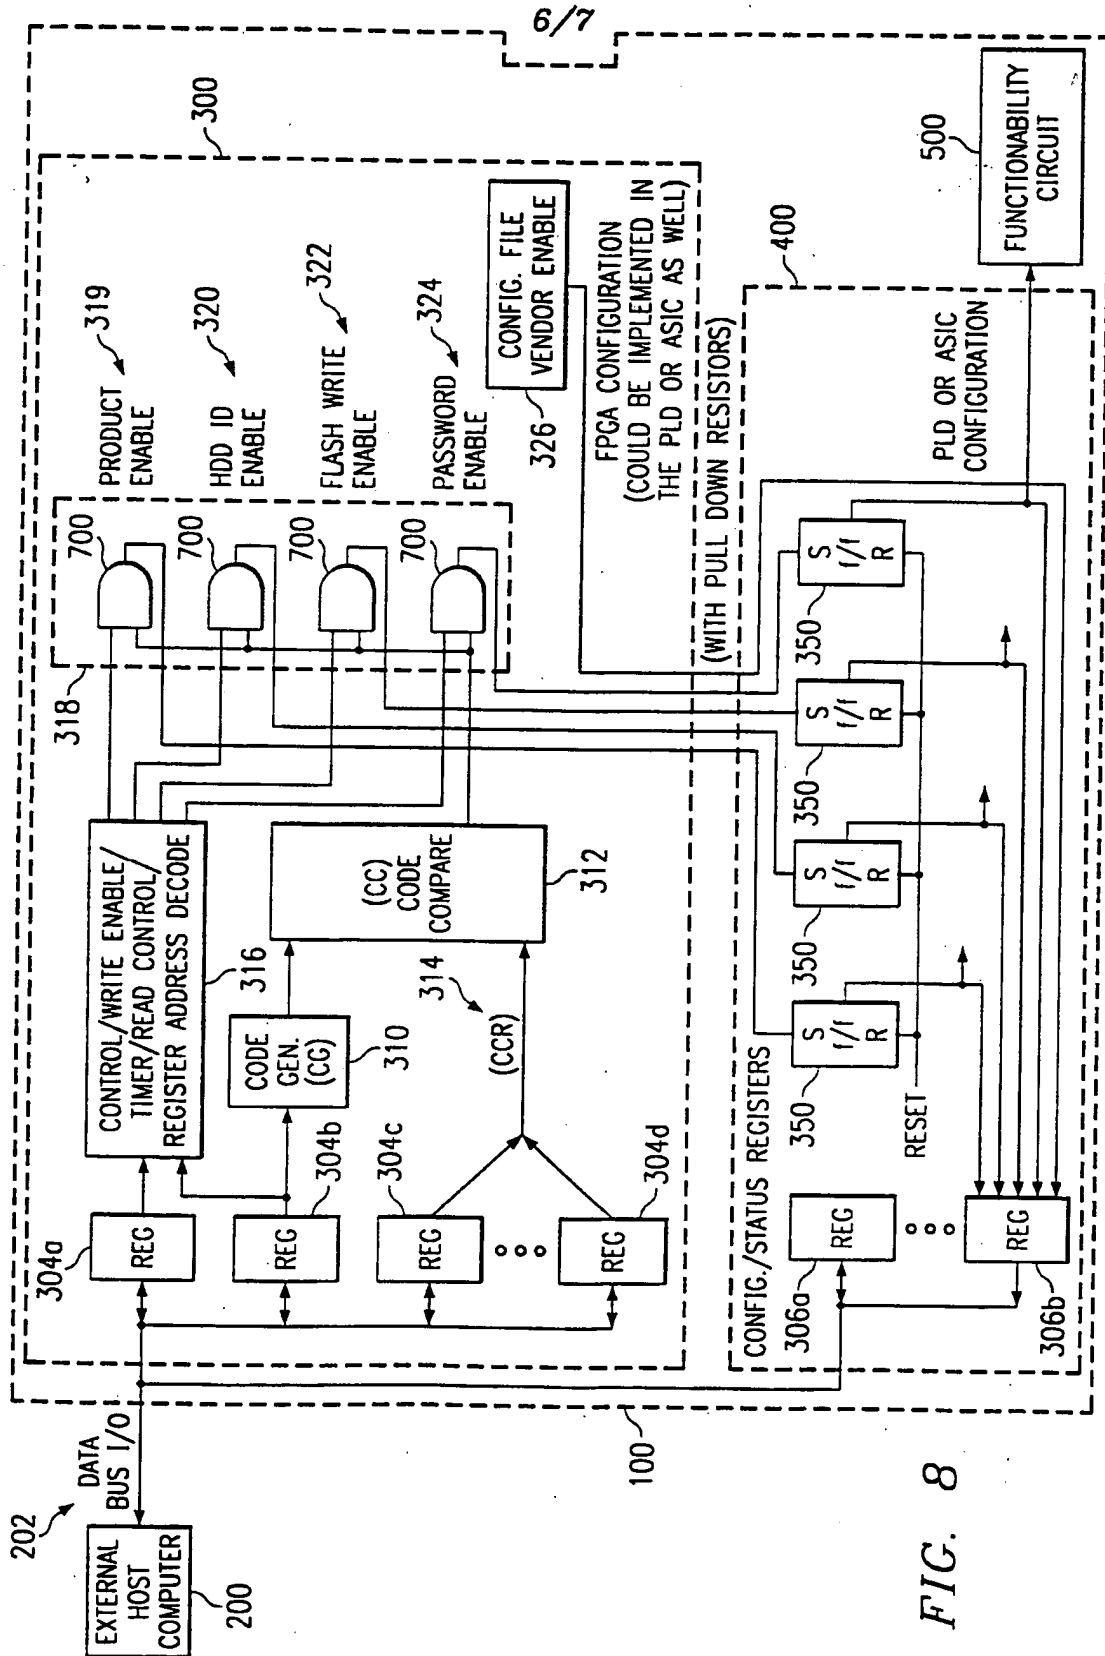 6/7
EXTERNAL
HOST
COMPUTER
200
202
DATA
BUS I/O
100
300
304a
REG
REG
304b
304c
REG
REG
304d
CONTROL/WRITE ENABLE/
TIMER/READ CONTROL/
REGISTER ADDRESS DECODE
316
CODE
GEN.
(CG)
310
(CC)
CODE
COMPARE
312
314
(CCR)
318
700
700
700
700
PRODUCT
ENABLE
319
HDD ID
ENABLE
320
FLASH WRITE
ENABLE
322
PASSWORD
ENABLE
324
CONFIG. FILE
VENDOR ENABLE
326
FPGA CONFIGURATION
(COULD BE IMPLEMENTED IN
THE PLD OR ASIC AS WELL)
(WITH PULL DOWN RESISTORS)
400
CONFIG./STATUS REGISTERS
306a
REG
REG
306b
RESET
S
f/f
R
350
S
f/f
R
350
S
f/f
R
350
S
f/f
R
350
PLD OR ASIC
CONFIGURATION
500
FUNCTIONABILITY
CIRCUIT
FIG. 8